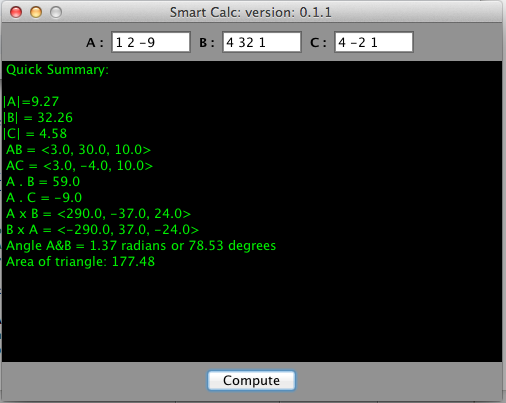 Smart Calc: version: 0.1.1
A : 1 2 -9 B : 4 32 1 C : 4 -2 1
Quick Summary:
|A|=9.27
|B| = 32.26
|C| = 4.58
AB = <3.0, 30.0, 10.0>
AC = <3.0, -4.0, 10.0>
A . B = 59.0
A . C = -9.0
A x B = <290.0, -37.0, 24.0>
B x A = <-290.0, 37.0, -24.0>
Angle A&B = 1.37 radians or 78.53 degrees
Area of triangle: 177.48
Compute